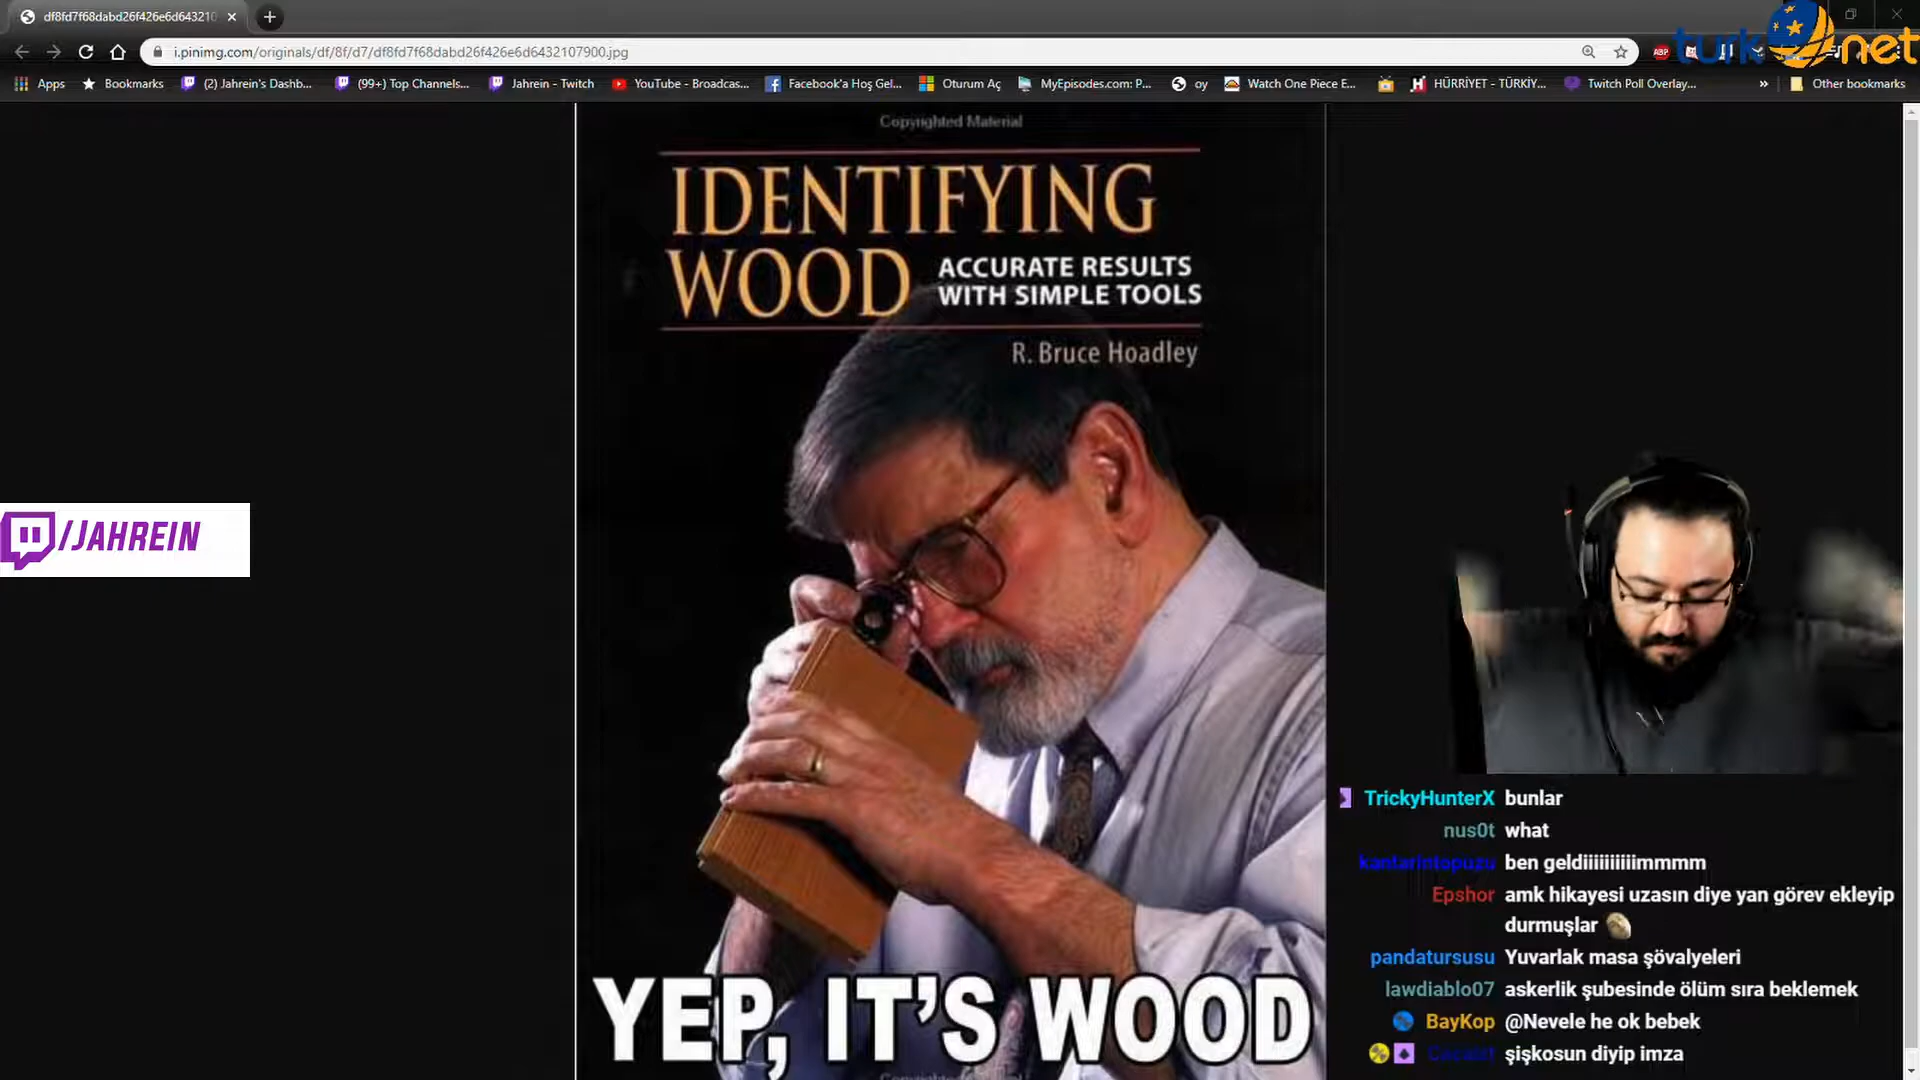 df8fd7f68dabd26f426e6d643210
i.pinimg.com/originals/df/8f/d7/df8fd7f68dabd26f426e6d6432107900.jpg
turk net
Apps
Bookmarks
(2) Jahrein's Dashb...
(99+) Top Channels...
Jahrein - Twitch
YouTube - Broadcas...
Facebook'a Hoş Gel...
Oturum Aç
MyEpisodes.com: P...
oy
Watch One Piece E...
HÜRRİYET - TÜRKİY...
Twitch Poll Overlay...
»
Other bookmarks
Copyrighted Material
IDENTIFYING
WOOD
ACCURATE RESULTS
WITH SIMPLE TOOLS
R. Bruce Hoadley
/JAHREIN
YEP, IT'S WOOD
TrickyHunterX bunlar
nus0t what
kantarintopuzu ben geldiiiiiiiiiimmmm
Epshor amk hikayesi uzasın diye yan görev ekleyip
durmuşlar
pandatursusu Yuvarlak masa şövalyeleri
lawdiablo07 askerlik şubesinde ölüm sıra beklemek
BayKop @Nevele he ok bebek
şişkosun diyip imza